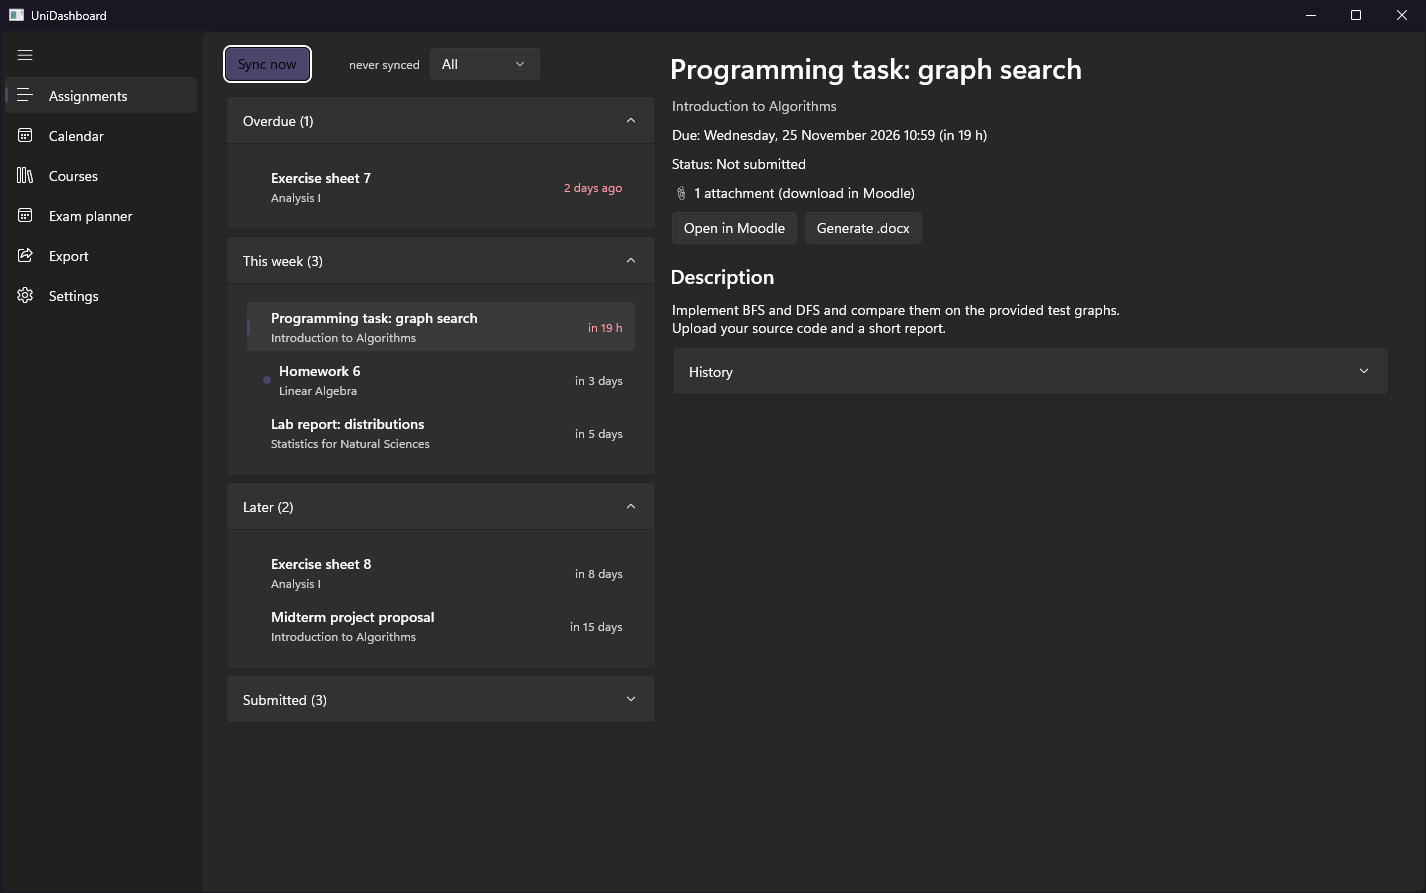 UniDashboard
Assignments
Calendar
Courses
Exam planner
Export
Settings
Sync now
never synced
All
Overdue (1)
Exercise sheet 7
Analysis I
2 days ago
This week (3)
Programming task: graph search
Introduction to Algorithms
in 19 h
Homework 6
Linear Algebra
in 3 days
Lab report: distributions
Statistics for Natural Sciences
in 5 days
Later (2)
Exercise sheet 8
Analysis I
in 8 days
Midterm project proposal
Introduction to Algorithms
in 15 days
Submitted (3)
Programming task: graph search
Introduction to Algorithms
Due: Wednesday, 25 November 2026 10:59 (in 19 h)
Status: Not submitted
1 attachment (download in Moodle)
Open in Moodle
Generate .docx
Description
Implement BFS and DFS and compare them on the provided test graphs.
Upload your source code and a short report.
History